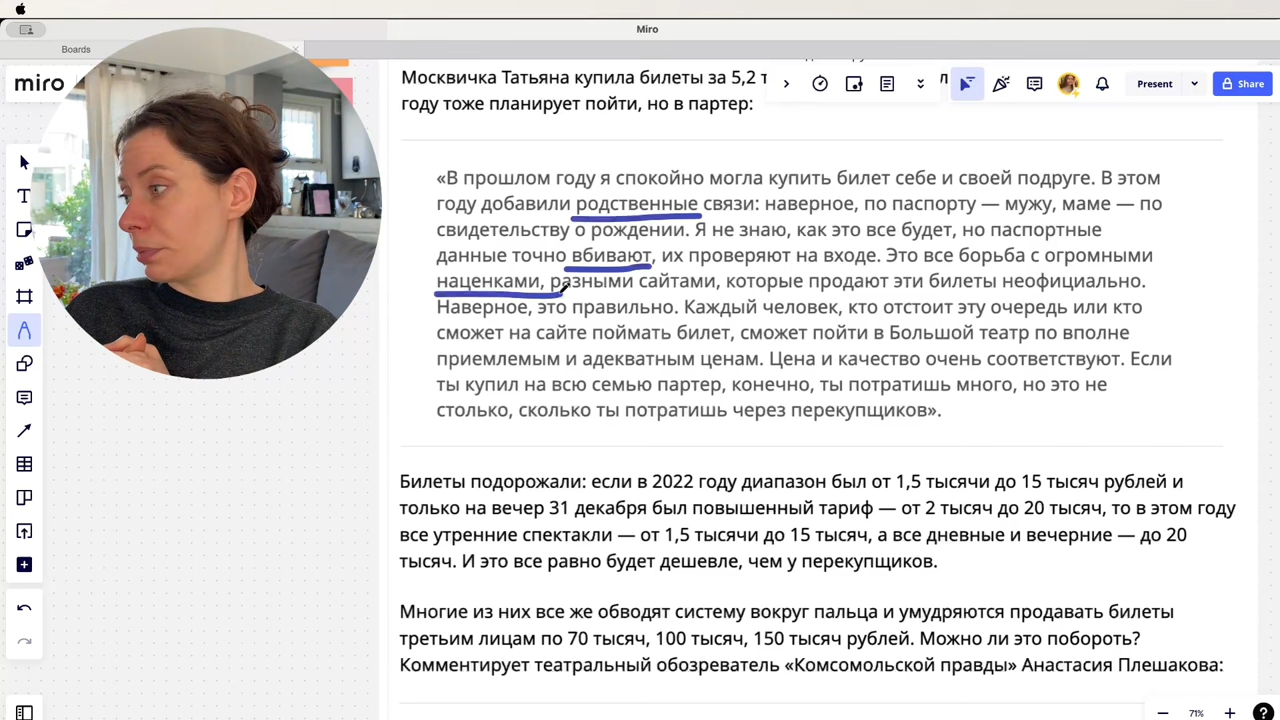 Miro
Boards
miro
Present
Share
Москвичка Татьяна купила билеты за 5,2
году тоже планирует пойти, но в партер:
«В прошлом году я спокойно могла купить билет себе и своей подруге. В этом
году добавили родственные связи: наверное, по паспорту — мужу, маме — по
свидетельству о рождении. Я не знаю, как это все будет, но паспортные
данные точно вбивают, их проверяют на входе. Это все борьба с огромными
наценками, разными сайтами, которые продают эти билеты неофициально.
Наверное, это правильно. Каждый человек, кто отстоит эту очередь или кто
сможет на сайте поймать билет, сможет пойти в Большой театр по вполне
приемлемым и адекватным ценам. Цена и качество очень соответствуют. Если
ты купил на всю семью партер, конечно, ты потратишь много, но это не
столько, сколько ты потратишь через перекупщиков».
Билеты подорожали: если в 2022 году диапазон был от 1,5 тысячи до 15 тысяч рублей и
только на вечер 31 декабря был повышенный тариф — от 2 тысяч до 20 тысяч, то в этом году
все утренние спектакли — от 1,5 тысячи до 15 тысяч, а все дневные и вечерние — до 20
тысяч. И это все равно будет дешевле, чем у перекупщиков.
Многие из них все же обводят систему вокруг пальца и умудряются продавать билеты
третьим лицам по 70 тысяч, 100 тысяч, 150 тысяч рублей. Можно ли это побороть?
Комментирует театральный обозреватель «Комсомольской правды» Анастасия Плешакова:
71%